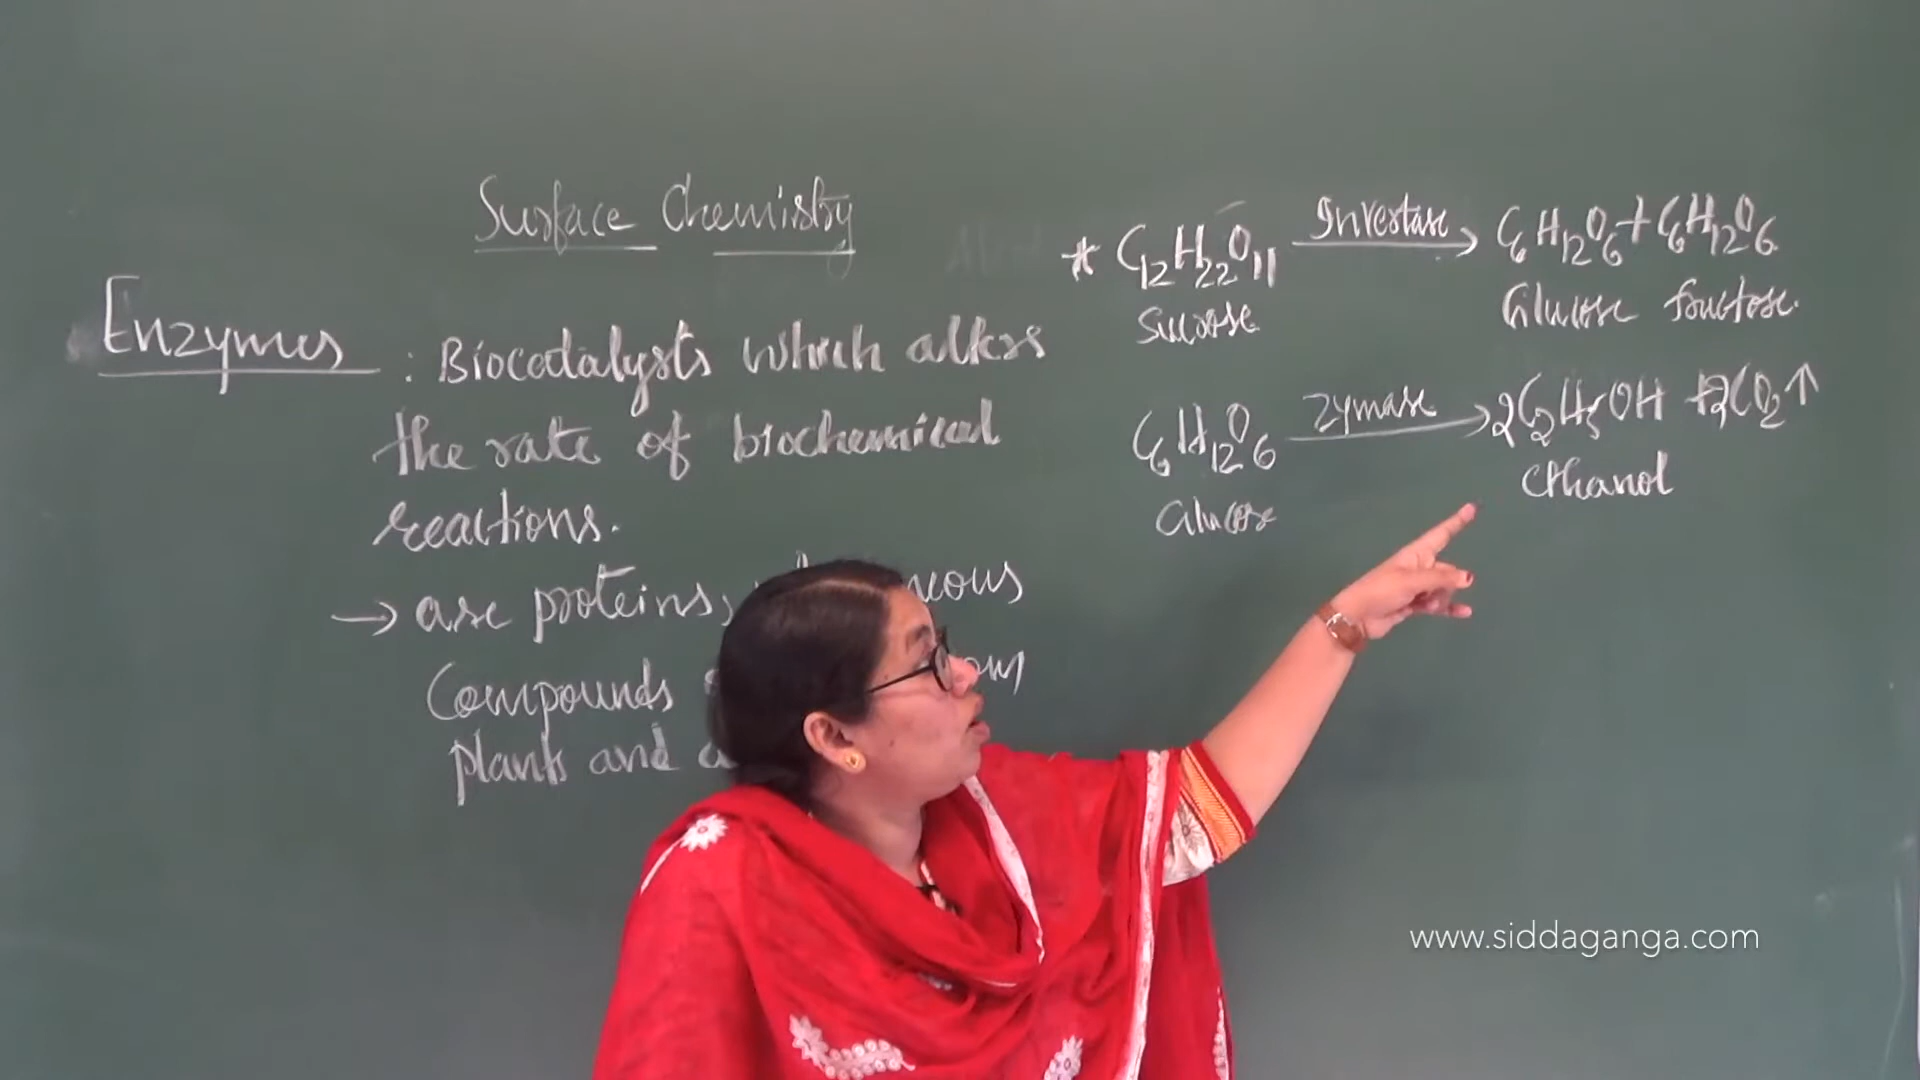 Surface Chemistry
Enzymes : Biocatalysts which alters
the rate of biochemical
reactions.
→ are proteins,
Compounds
plants and
* C₁₂H₂₂O₁₁ Invertase → C₆H₁₂O₆ + C₆H₁₂O₆
Sucrose Glucose fructose.
C₆H₁₂O₆ Zymase → 2C₂H₅OH + 2CO₂↑
Glucose ethanol
www.siddaganga.com